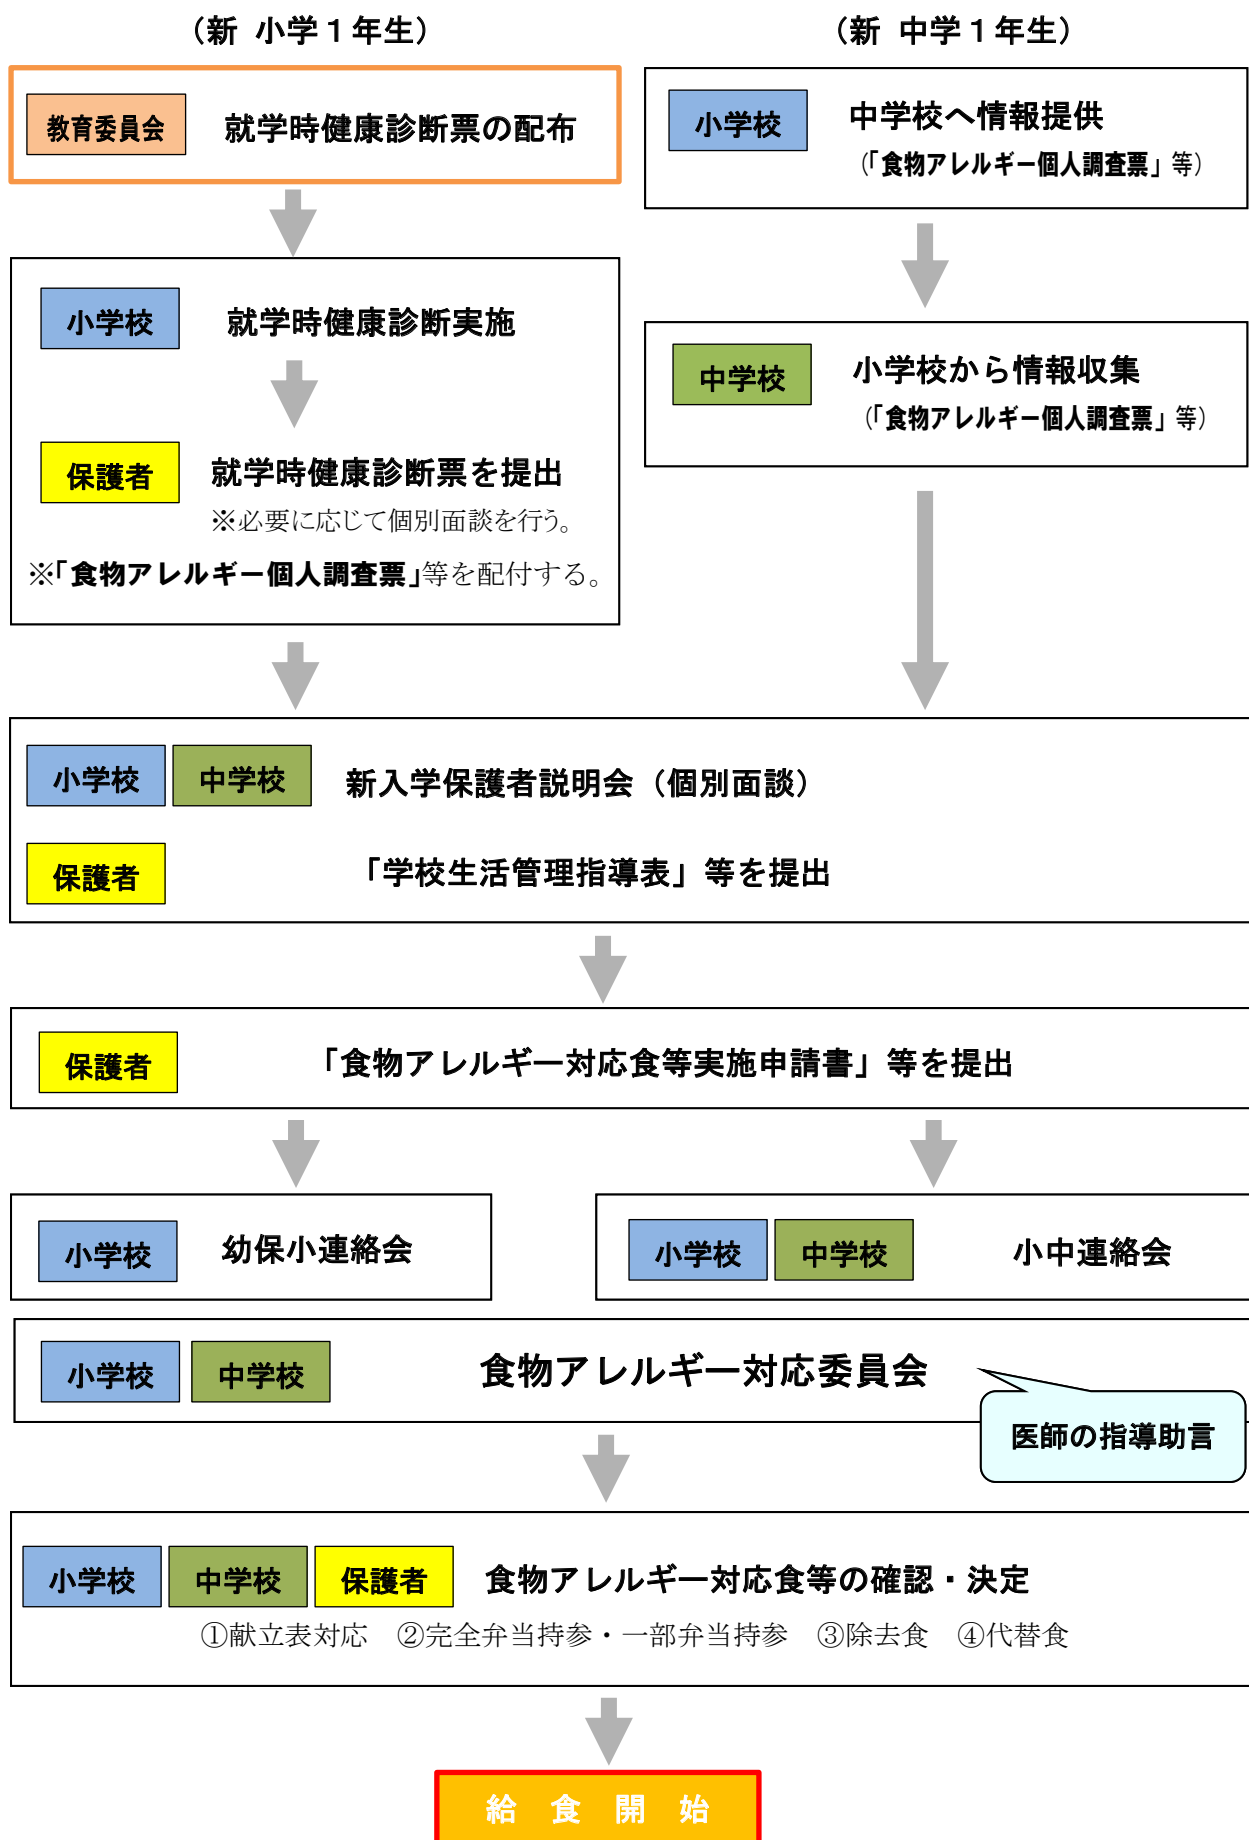 （新 小学１年生）
（新 中学１年生）
教育委員会 就学時健康診断票の配布
小学校 中学校へ情報提供
（「食物アレルギー個人調査票」等）
小学校 就学時健康診断実施
保護者 就学時健康診断票を提出
※必要に応じて個別面談を行う。
※「食物アレルギー個人調査票」等を配付する。
中学校 小学校から情報収集
（「食物アレルギー個人調査票」等）
小学校 中学校 新入学保護者説明会（個別面談）
保護者 「学校生活管理指導表」等を提出
保護者 「食物アレルギー対応食等実施申請書」等を提出
小学校 幼保小連絡会
小学校 中学校 小中連絡会
小学校 中学校 食物アレルギー対応委員会
医師の指導助言
小学校 中学校 保護者 食物アレルギー対応食等の確認・決定
①献立表対応 ②完全弁当持参・一部弁当持参 ③除去食 ④代替食
給 食 開 始